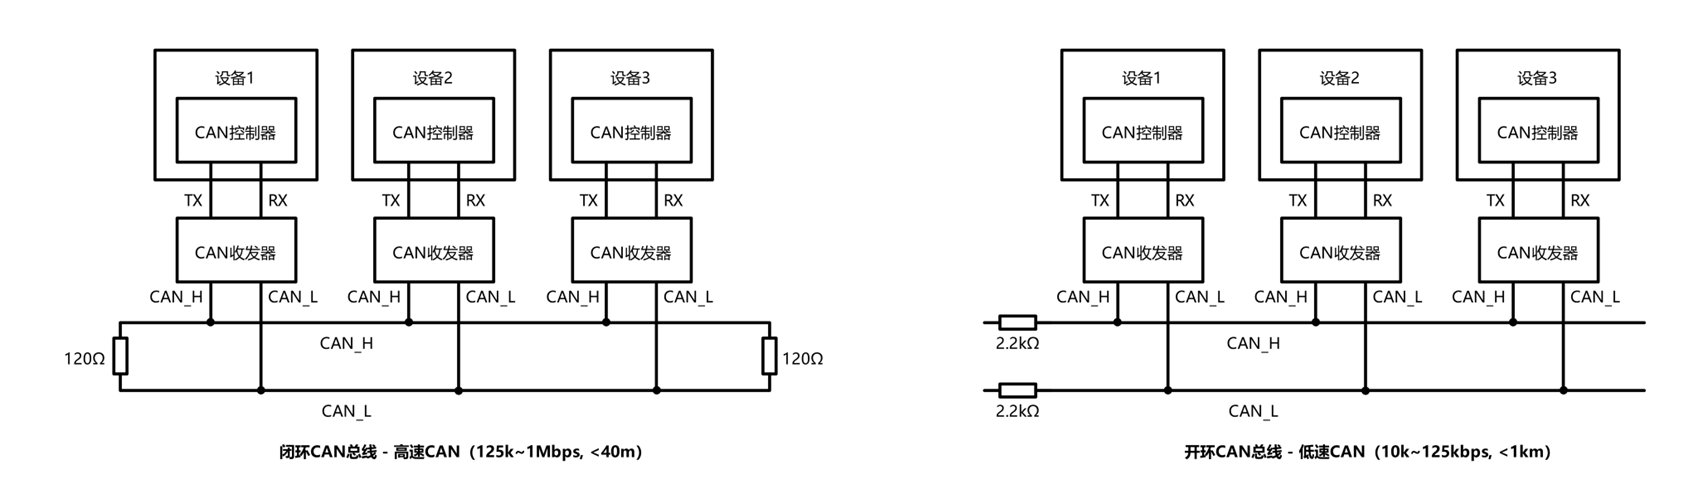 设备1
CAN控制器
TX
RX
CAN收发器
CAN_H
CAN_L
设备2
CAN控制器
TX
RX
CAN收发器
CAN_H
CAN_L
设备3
CAN控制器
TX
RX
CAN收发器
CAN_H
CAN_L
120Ω
CAN_H
120Ω
CAN_L
闭环CAN总线 - 高速CAN（125k~1Mbps, <40m）
设备1
CAN控制器
TX
RX
CAN收发器
CAN_H
CAN_L
设备2
CAN控制器
TX
RX
CAN收发器
CAN_H
CAN_L
设备3
CAN控制器
TX
RX
CAN收发器
CAN_H
CAN_L
2.2kΩ
CAN_H
2.2kΩ
CAN_L
开环CAN总线 - 低速CAN（10k~125kbps, <1km）